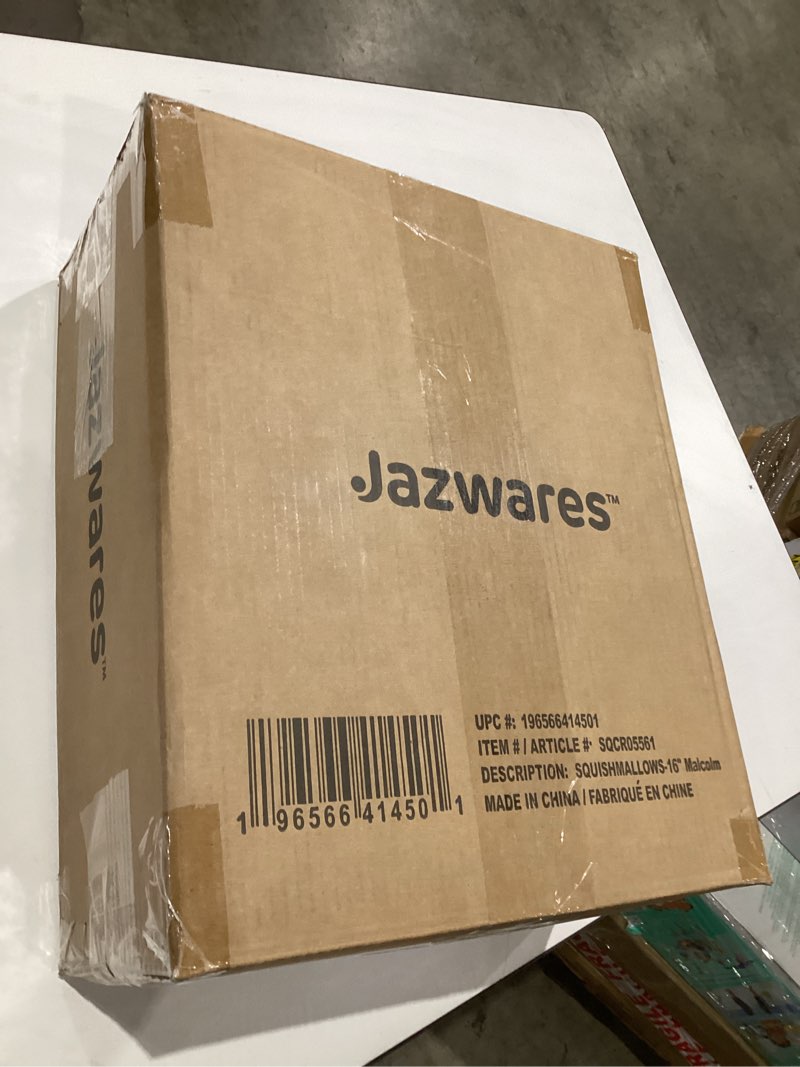 Jazwares™
Jazwares™
UPC #: 196566414501
ITEM # / ARTICLE #: SQCR05561
DESCRIPTION: SQUISHMALLOWS-16" Malcolm
MADE IN CHINA / FABRIQUÉ EN CHINE
1 96566 41450 1